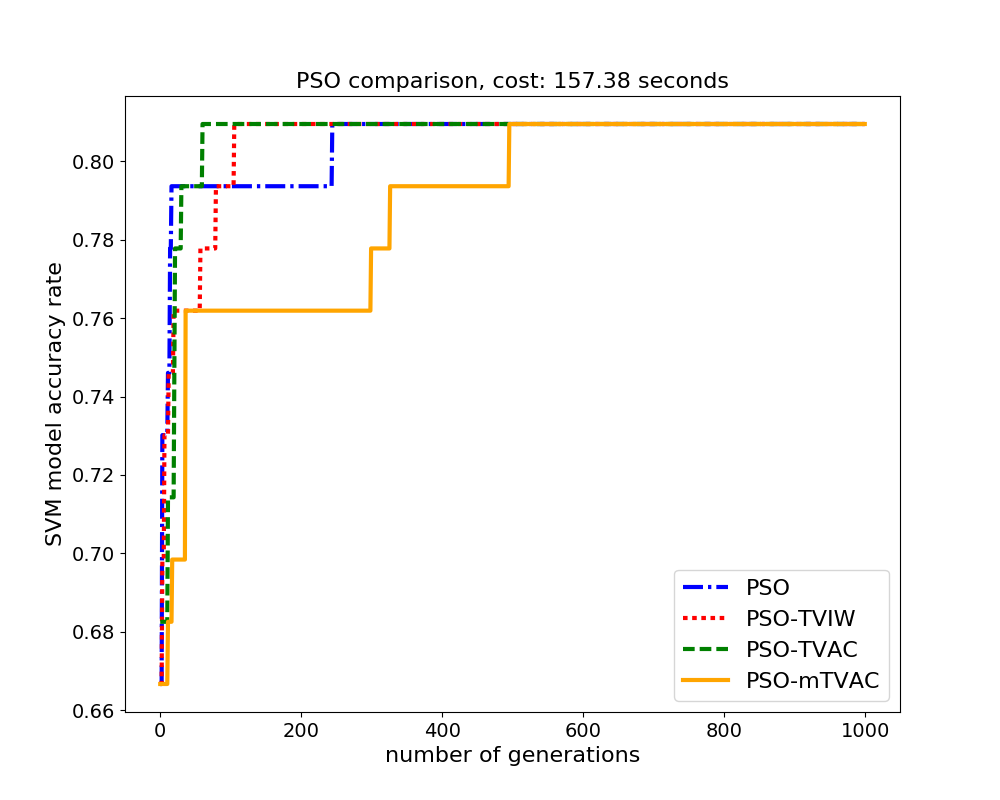 PSO comparison, cost: 157.38 seconds
SVM model accuracy rate
0.80
0.78
0.76
0.74
0.72
0.70
0.68
0.66
0 200 400 600 800 1000
number of generations
PSO
PSO-TVIW
PSO-TVAC
PSO-mTVAC